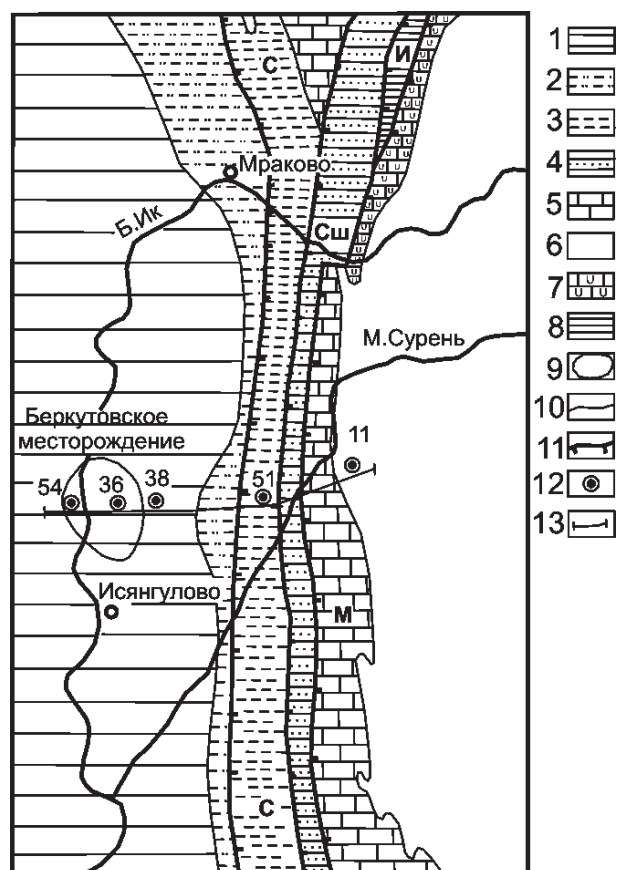 С
И
Мраково
Б.Ик
Сш
М.Сурень
Беркутовское
месторождение
11
54
36
38
51
Исянгулово
М
С
1
2
3
4
5
6
7
8
9
10
11
12
13